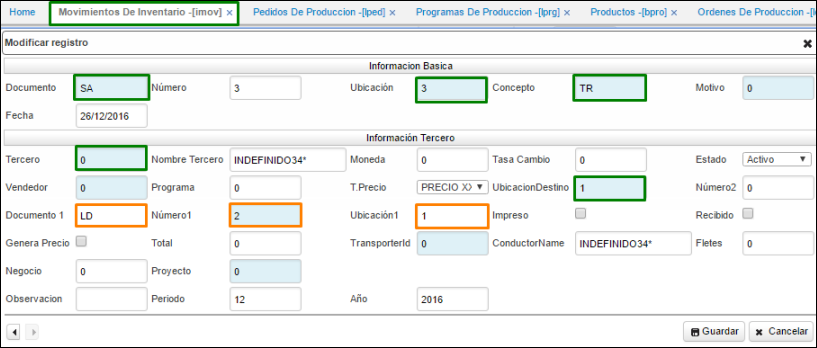 Home Movimientos De Inventario -[imov] × Pedidos De Produccion -[lped] × Programas De Produccion -[lprg] × Productos -[bpro] × Ordenes De Produccion -[l
Modificar registro ×
Informacion Basica
Documento SA Número 3 Ubicación 3 Concepto TR Motivo 0
Fecha 26/12/2016
Información Tercero
Tercero 0 Nombre Tercero INDEFINIDO34* Moneda 0 Tasa Cambio 0 Estado Activo
Vendedor 0 Programa 0 T.Precio PRECIO XX UbicacionDestino 1 Número2 0
Documento 1 LD Número1 2 Ubicación1 1 Impreso Recibido
Genera Precio Total 0 TransporterId 0 ConductorName INDEFINIDO34* Fletes 0
Negocio 0 Proyecto 0
Observacion Periodo 12 Año 2016
Guardar × Cancelar